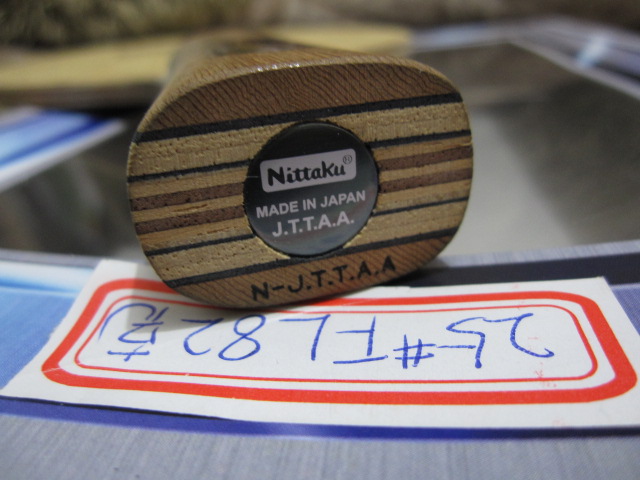 Nittaku®
MADE IN JAPAN
J.T.T.A.A.
N-J.T.T.A.A
25#FL82克